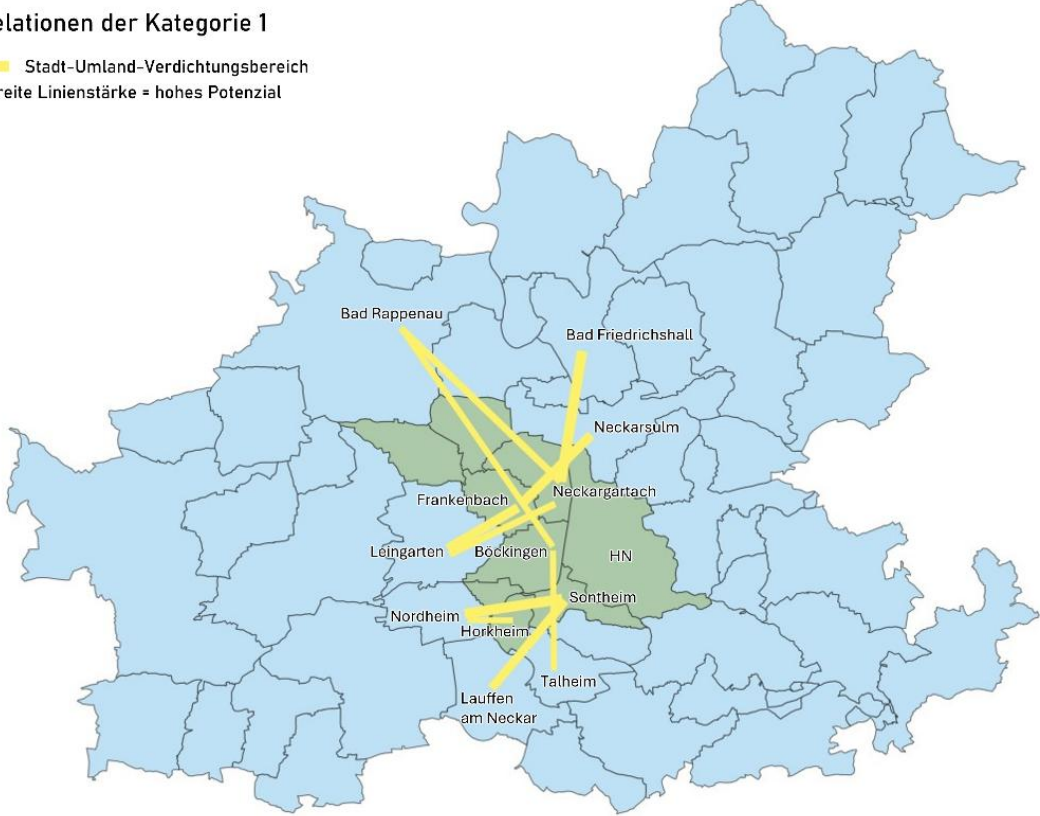 elationen der Kategorie 1
Stadt-Umland-Verdichtungsbereich
reite Linienstärke = hohes Potenzial
Bad Rappenau
Bad Friedrichshall
Neckarsulm
Neckargartach
Frankenbach
Leingarten
Böckingen
HN
Sontheim
Nordheim
Horkheim
Talheim
Lauffen
am Neckar